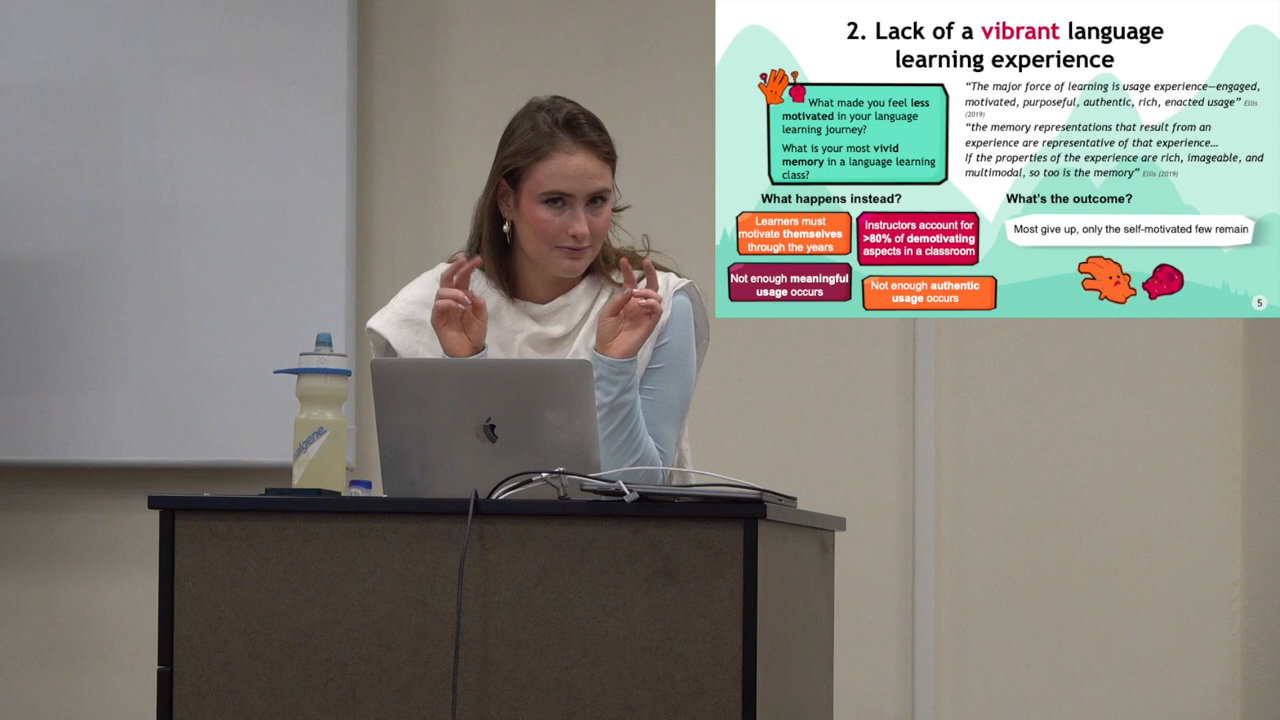 2. Lack of a vibrant language
learning experience
What made you feel less
motivated in your language
learning journey?
What is your most vivid
memory in a language learning
class?
“The major force of learning is usage experience—engaged,
motivated, purposeful, authentic, rich, enacted usage” Ellis
(2019)
“the memory representations that result from an
experience are representative of that experience…
If the properties of the experience are rich, imageable, and
multimodal, so too is the memory” Ellis (2019)
What happens instead?
Learners must
motivate themselves
through the years
Instructors account for
>80% of demotivating
aspects in a classroom
Not enough meaningful
usage occurs
Not enough authentic
usage occurs
What's the outcome?
Most give up, only the self-motivated few remain
5